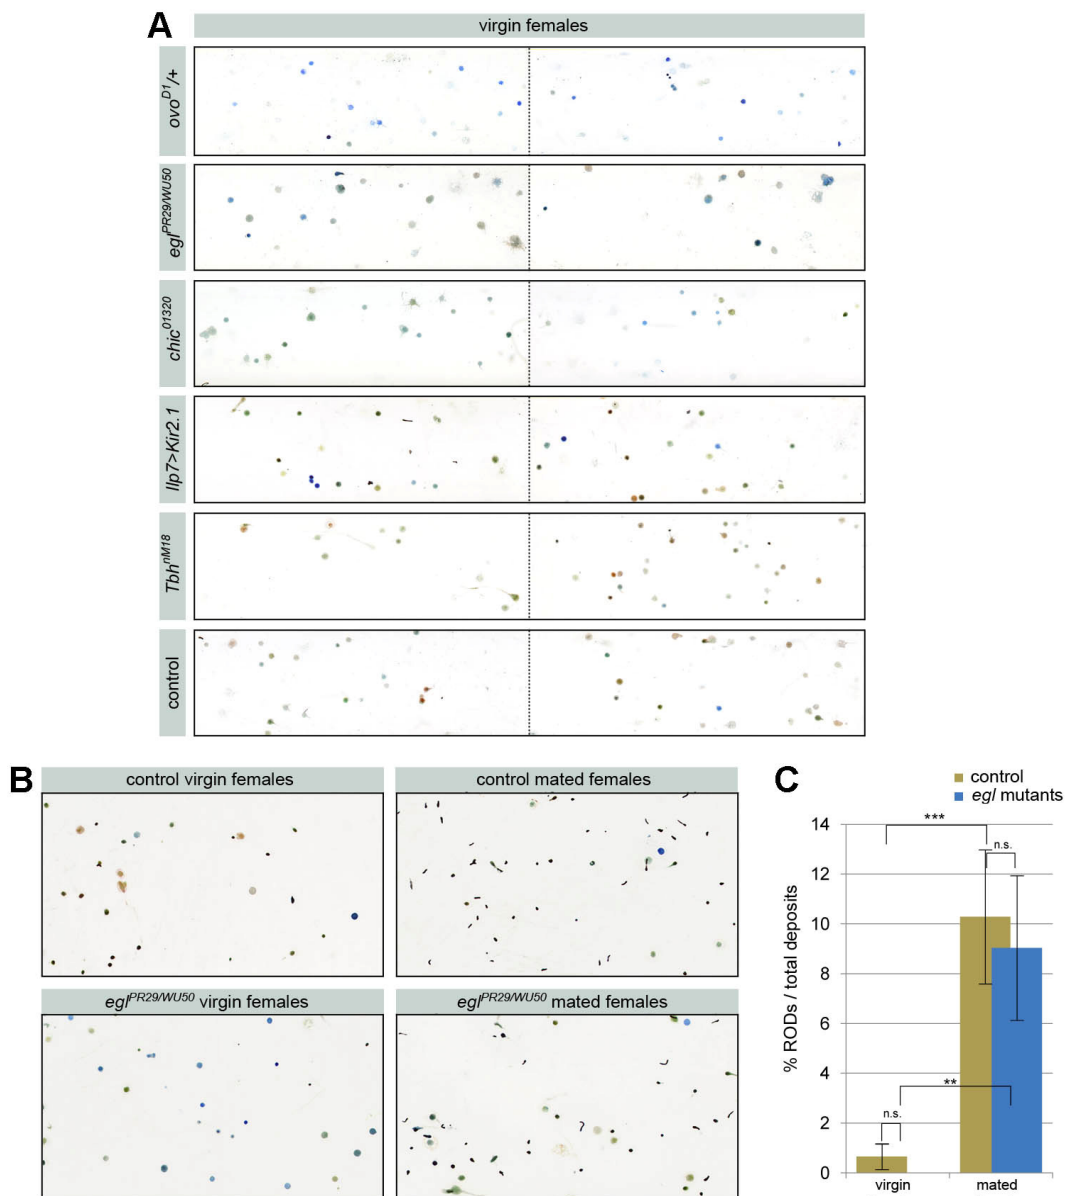 A
virgin females
ovoD1/+
eglPR29/WU50
chic01320
Ilp7>Kir2.1
TbhnM18
control
B
control virgin females
control mated females
eglPR29/WU50 virgin females
eglPR29/WU50 mated females
C
control
egl mutants
% RODs / total deposits
14
12
10
8
6
4
2
0
***
n.s.
**
n.s.
virgin
mated